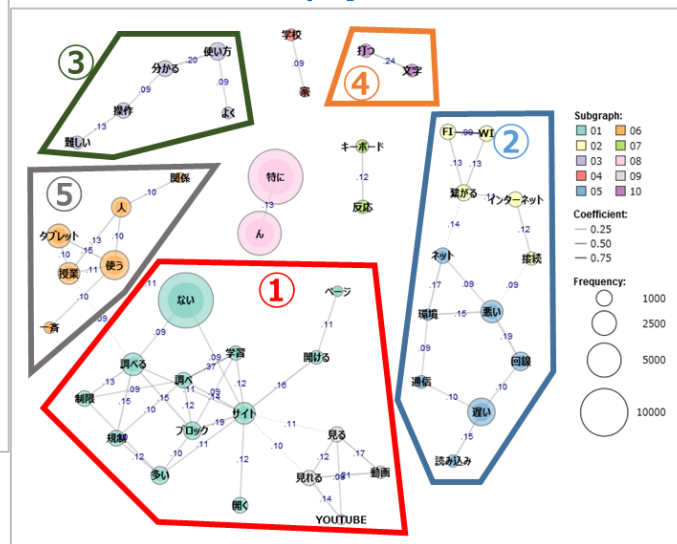 ③
使い方
.20
分かる
.09
.09
操作
よく
.13
難しい
学校
.09
家
④
打つ
.24
文字
②
FI
.99
WI
.13
.13
繋がる
インターネット
.14
.12
接続
ネット
.09
.17
.09
環境
.15
悪い
.19
.09
回線
通信
.10
.10
遅い
.15
読み込み
キーボード
.12
反応
特に
.13
ん
⑤
関係
.10
人
タブレット
.13
.10
.10
.15
使う
授業
.11
.10
一斉
.09
①
.11
ない
ページ
.11
.09
学習
開ける
調べる
.09
.37
.13
調べ
.12
.16
制限
.09
.11
.09
.15
.15
.12
サイト
.10
ブロック
.19
.11
規制
見る
.12
.10
.11
.10
多い
.12
.12
.17
見れる
動画
開く
.14
YOUTUBE
Subgraph:
01
06
02
07
03
08
04
09
05
10
Coefficient:
0.25
0.50
0.75
Frequency:
1000
2500
5000
10000